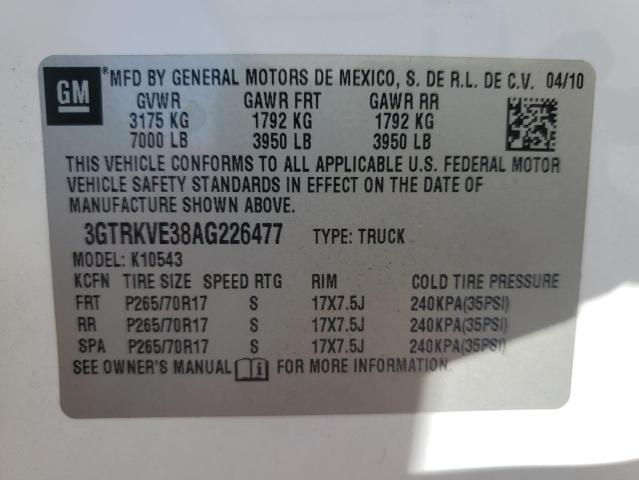 GM
® MFD BY GENERAL MOTORS DE MEXICO, S. DE R.L. DE C.V. 04/10
GVWR GAWR FRT GAWR RR
3175 KG 1792 KG 1792 KG
7000 LB 3950 LB 3950 LB
THIS VEHICLE CONFORMS TO ALL APPLICABLE U.S. FEDERAL MOTOR
VEHICLE SAFETY STANDARDS IN EFFECT ON THE DATE OF
MANUFACTURE SHOWN ABOVE.
3GTRKVE38AG226477 TYPE: TRUCK
MODEL: K10543
KCFN TIRE SIZE SPEED RTG RIM COLD TIRE PRESSURE
FRT P265/70R17 S 17X7.5J 240KPA(35PSI)
RR P265/70R17 S 17X7.5J 240KPA(35PSI)
SPA P265/70R17 S 17X7.5J 240KPA(35PSI)
SEE OWNER'S MANUAL FOR MORE INFORMATION.